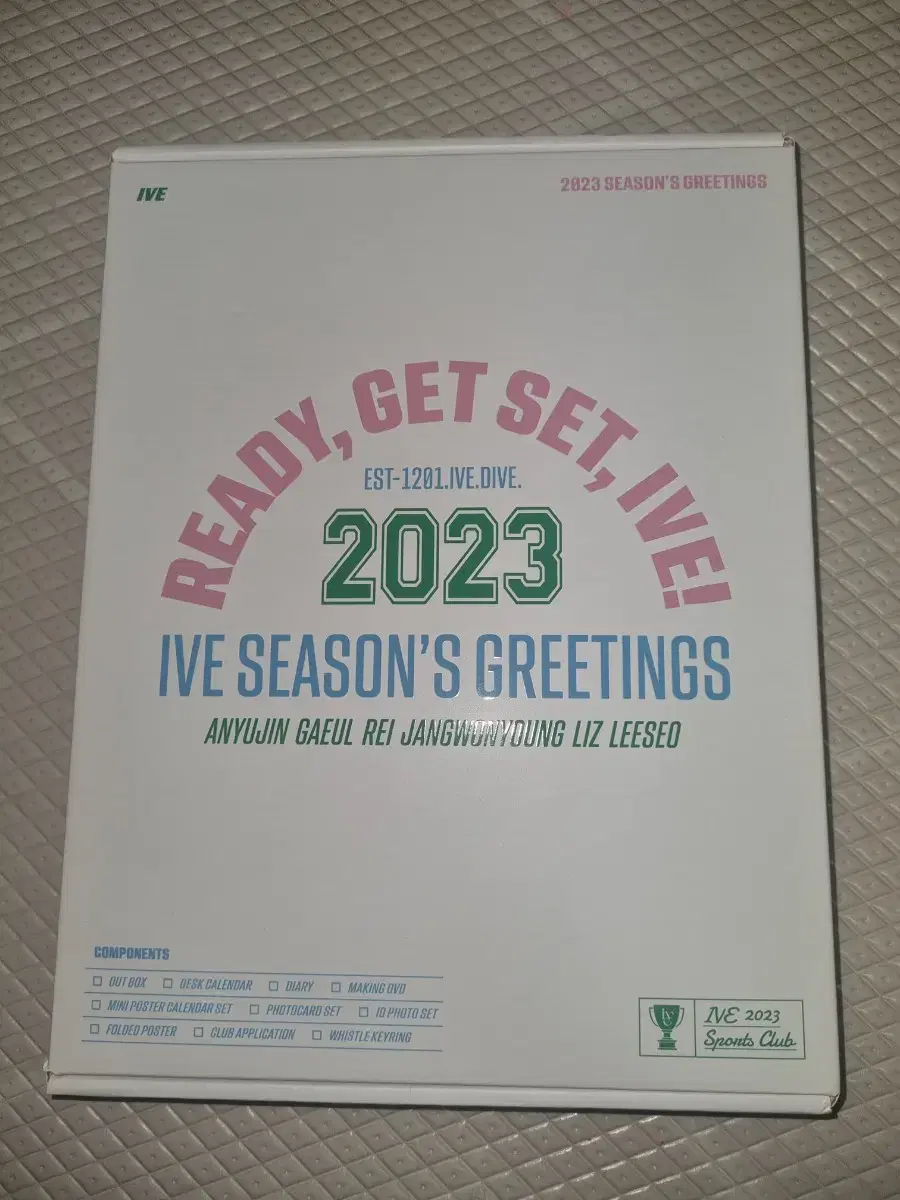 IVE
2023 SEASON'S GREETINGS
READY, GET SET, IVE!
EST-1201.IVE.DIVE.
2023
IVE SEASON'S GREETINGS
ANYUJIN GAEUL REI JANGWONYOUNG LIZ LEESEO
COMPONENTS
□ OUT BOX □ DESK CALENDAR □ DIARY □ MAKING DVD
□ MINI POSTER CALENDAR SET □ PHOTOCARD SET □ ID PHOTO SET
□ FOLDED POSTER □ CLUB APPLICATION □ WHISTLE KEYRING
IVE
IVE 2023
Sports Club